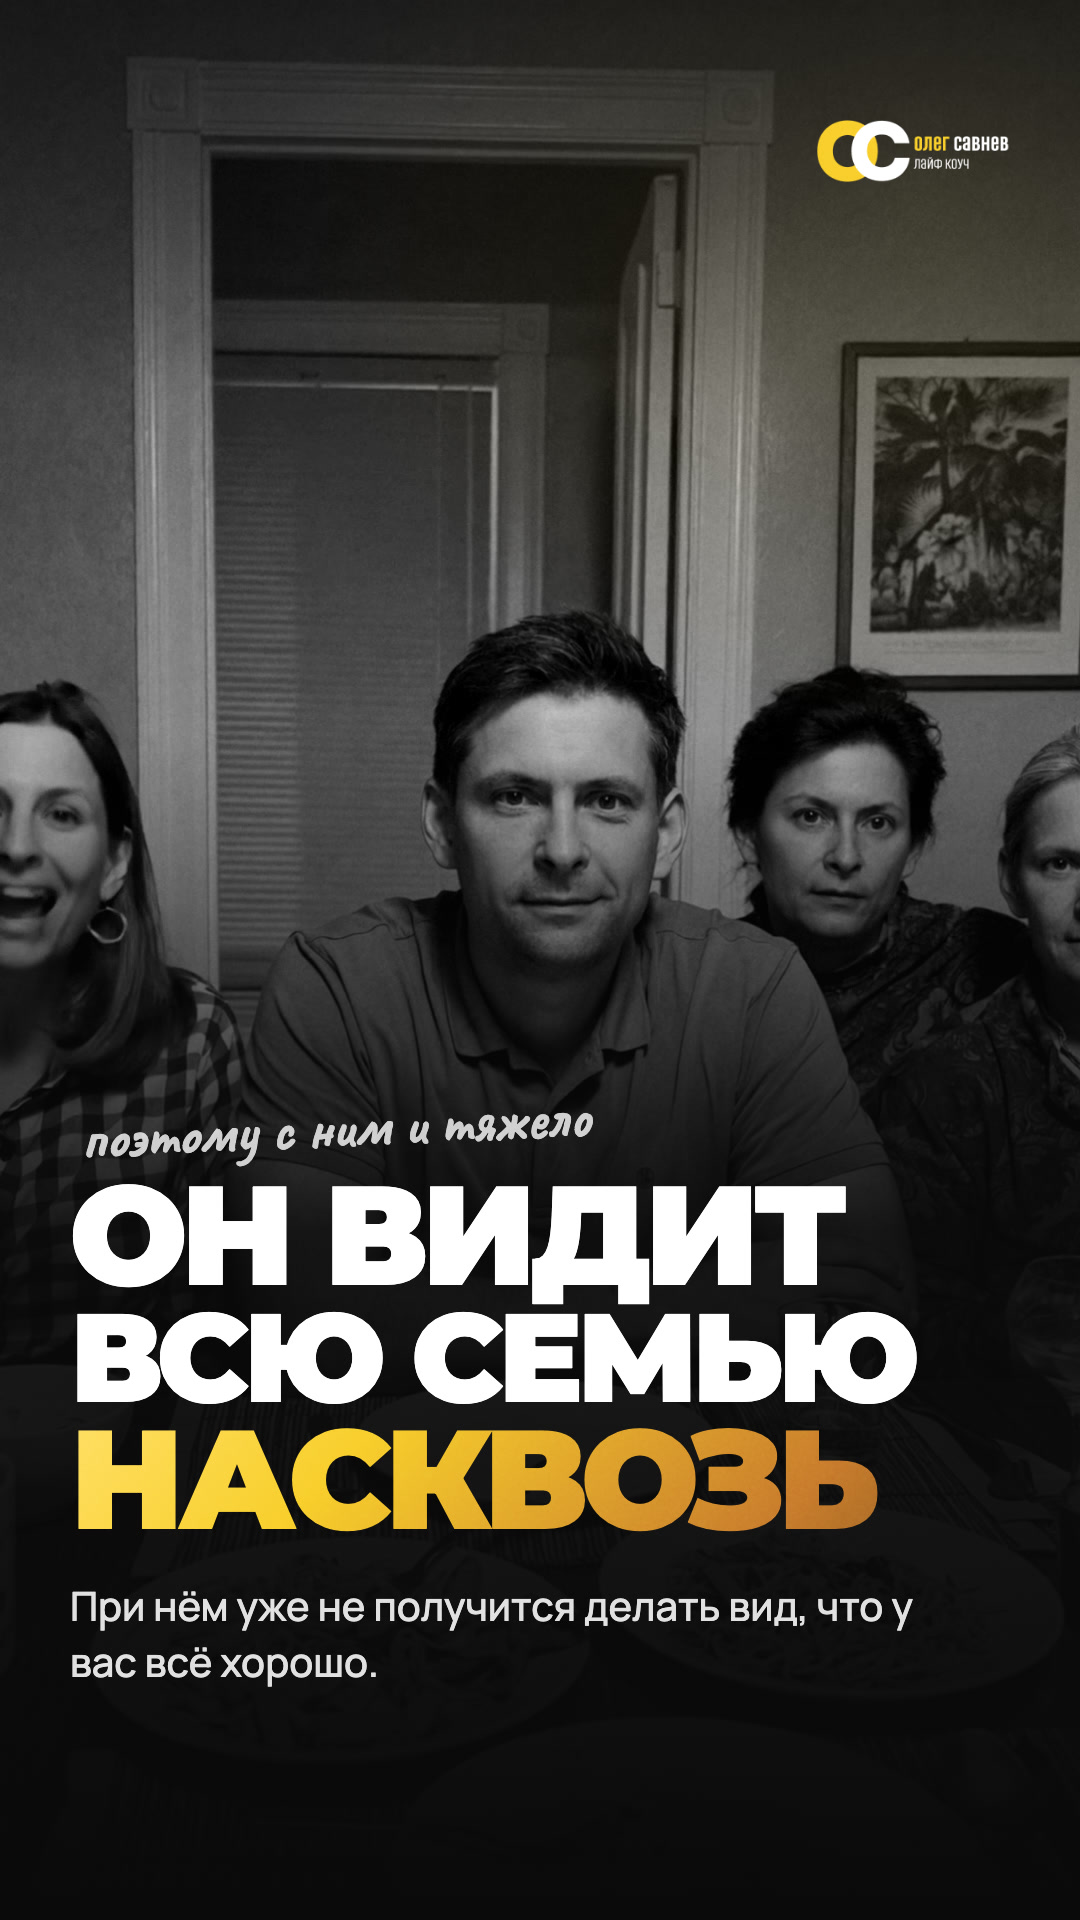 олег савнев
лайф коуч
поэтому с ним и тяжело
ОН ВИДИТ
ВСЮ СЕМЬЮ
НАСКВОЗЬ
При нём уже не получится делать вид, что у
вас всё хорошо.